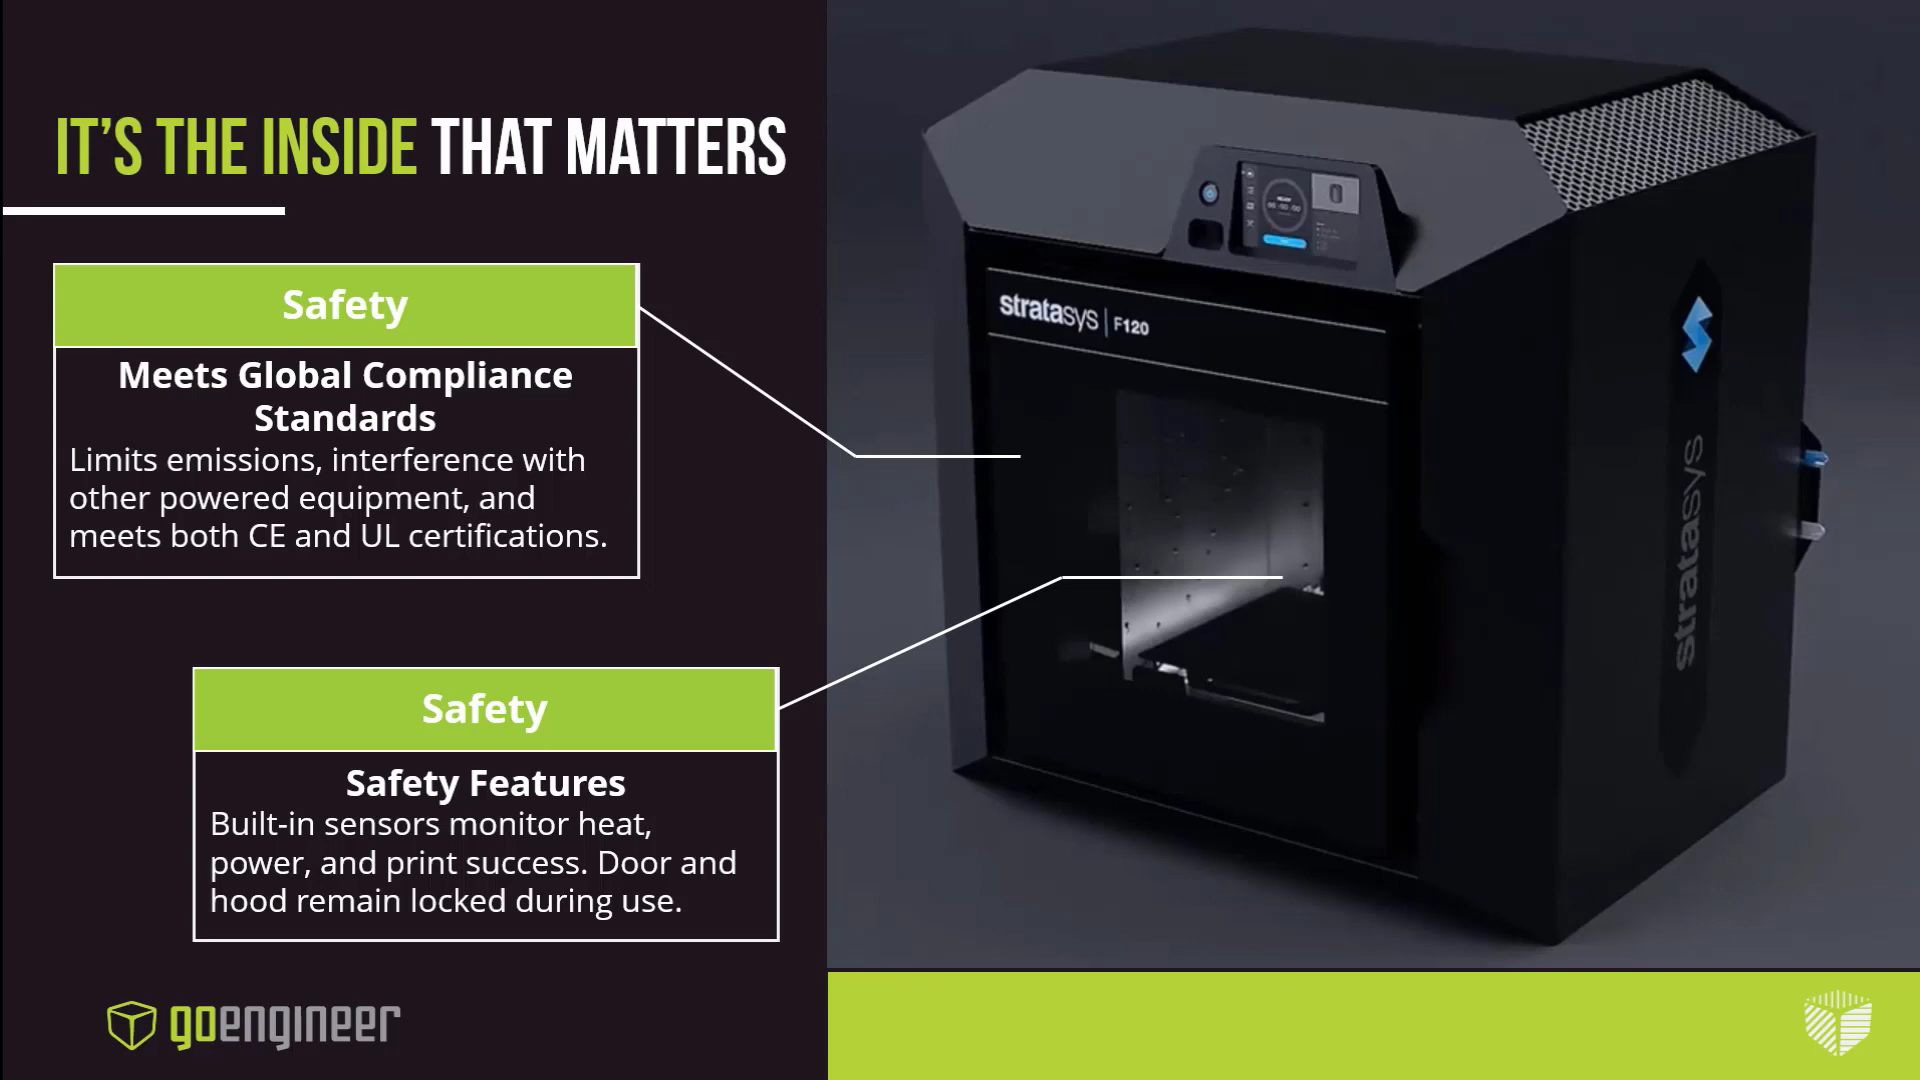 IT'S THE INSIDE THAT MATTERS
Safety
Meets Global Compliance
Standards
Limits emissions, interference with
other powered equipment, and
meets both CE and UL certifications.
Safety
Safety Features
Built-in sensors monitor heat,
power, and print success. Door and
hood remain locked during use.
goengineer
stratasys | F120
stratasys